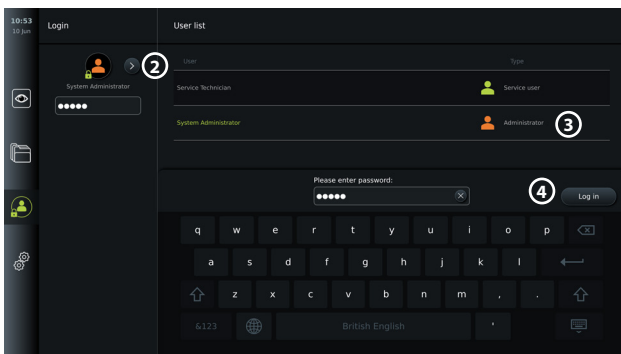 10:53
10 Jun
Login
User list
2
User
Type
System Administrator
Service Technician
Service user
System Administrator
Administrator
3
Please enter password:
4
Log in
q w e r t y u i o p
a s d f g h j k l
z x c v b n m , .
&123
British English
'